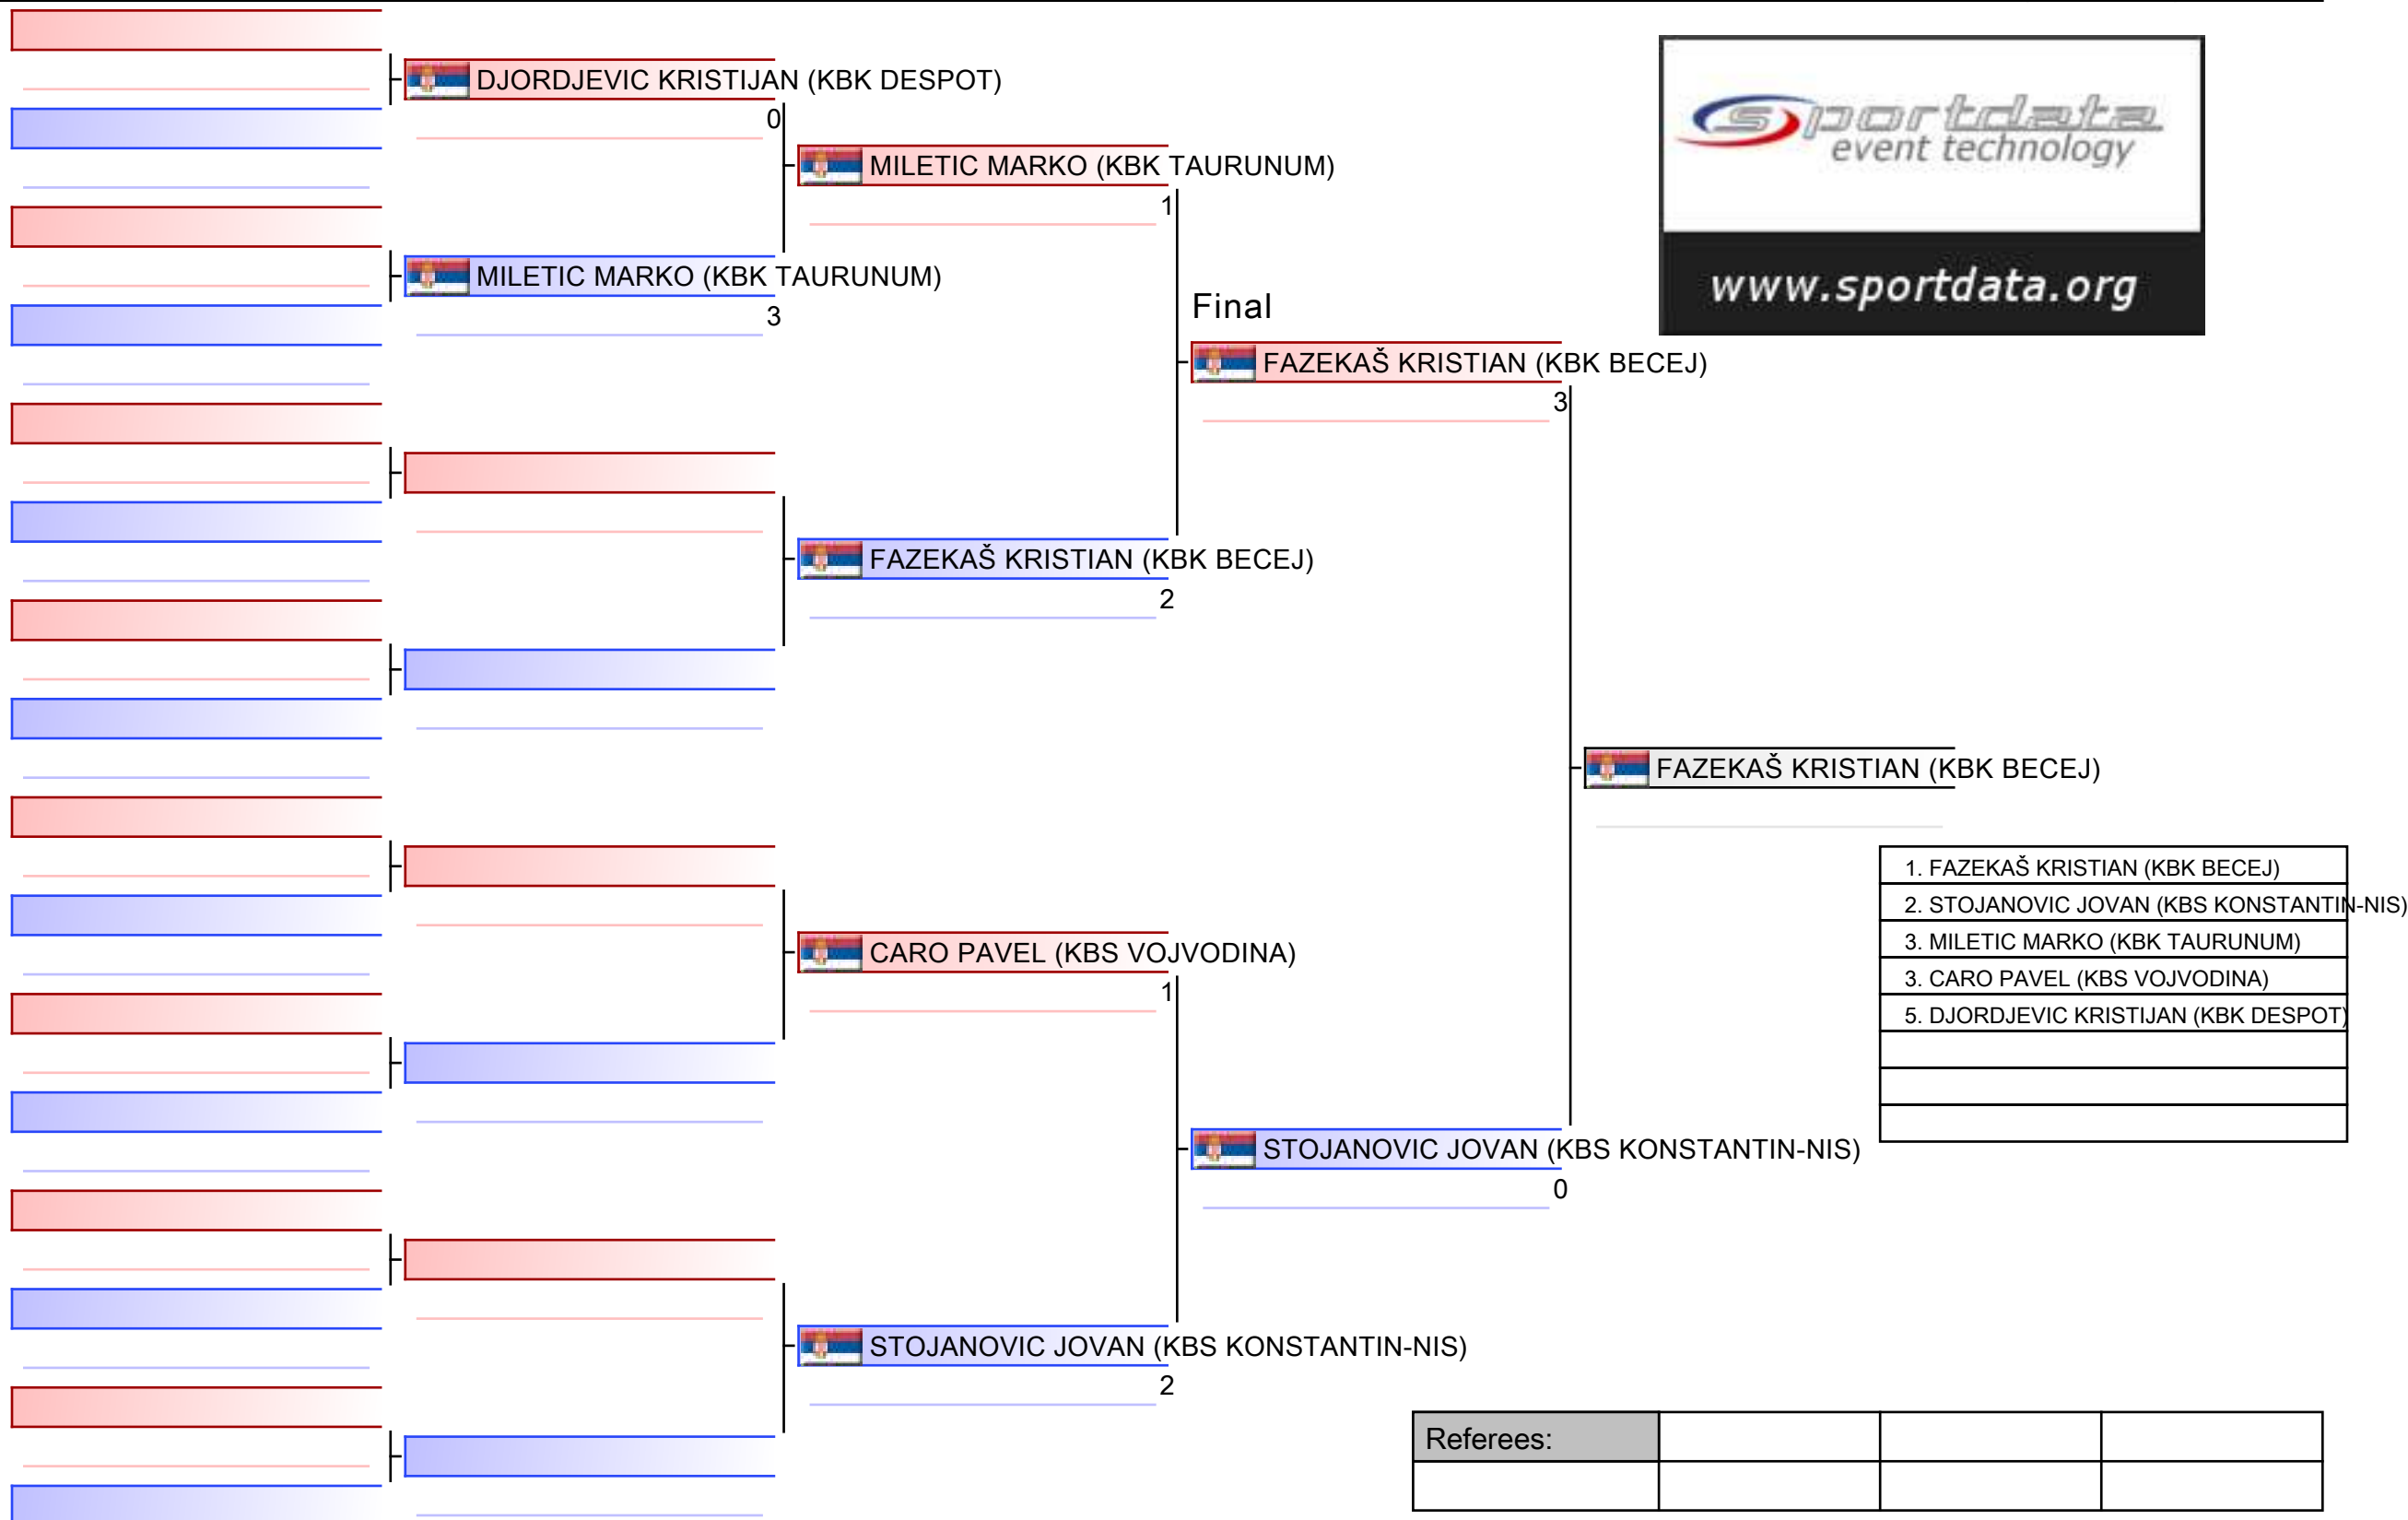 DJORDJEVIC KRISTIJAN (KBK DESPOT)
0
MILETIC MARKO (KBK TAURUNUM)
1
MILETIC MARKO (KBK TAURUNUM)
3
sportdata
event technology
www.sportdata.org
Final
FAZEKAŠ KRISTIAN (KBK BECEJ)
3
FAZEKAŠ KRISTIAN (KBK BECEJ)
2
FAZEKAŠ KRISTIAN (KBK BECEJ)
CARO PAVEL (KBS VOJVODINA)
1
STOJANOVIC JOVAN (KBS KONSTANTIN-NIS)
0
STOJANOVIC JOVAN (KBS KONSTANTIN-NIS)
2
1. FAZEKAŠ KRISTIAN (KBK BECEJ)
2. STOJANOVIC JOVAN (KBS KONSTANTIN-NIS)
3. MILETIC MARKO (KBK TAURUNUM)
3. CARO PAVEL (KBS VOJVODINA)
5. DJORDJEVIC KRISTIJAN (KBK DESPOT)
Referees: